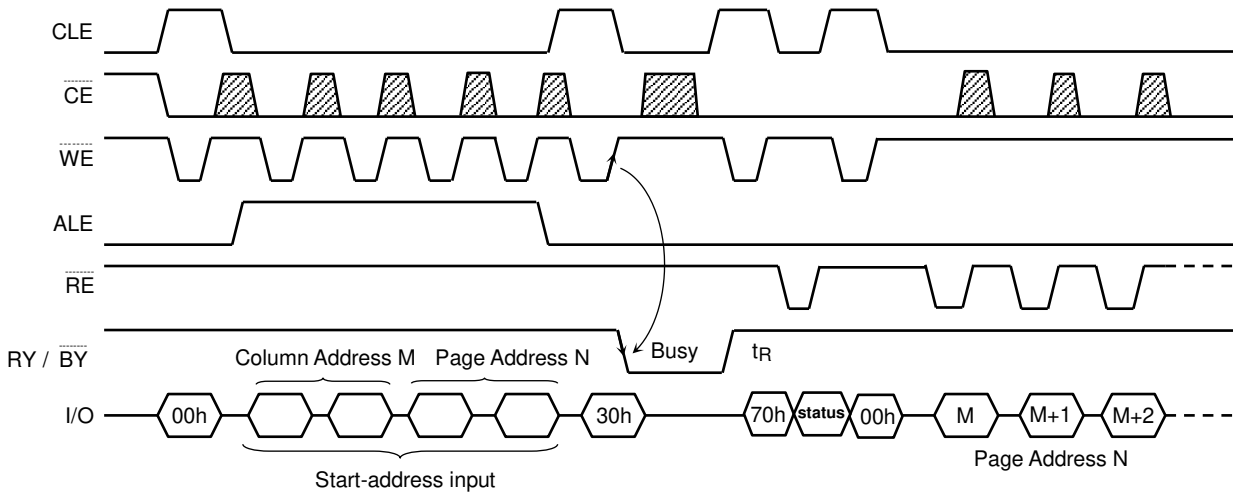 CLE
CE
WE
ALE
RE
RY / BY
Busy
tR
Column Address M
Page Address N
I/O
00h
30h
70h
status
00h
M
M+1
M+2
Start-address input
Page Address N